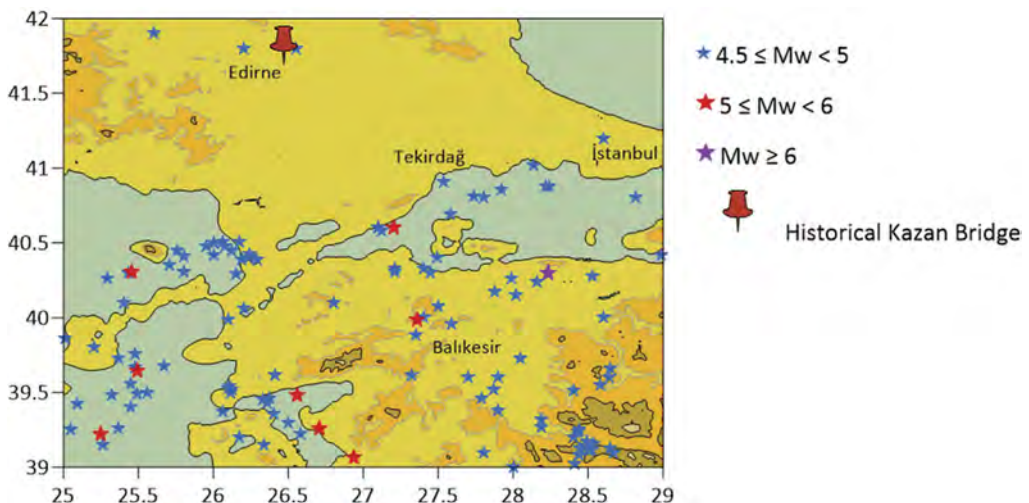 42
41.5
41
40.5
40
39.5
39
25
25.5
26
26.5
27
27.5
28
28.5
29
Edirne
Tekirdağ
İstanbul
Balıkesir
4.5 ≤ Mw < 5
5 ≤ Mw < 6
Mw ≥ 6
Historical Kazan Bridge